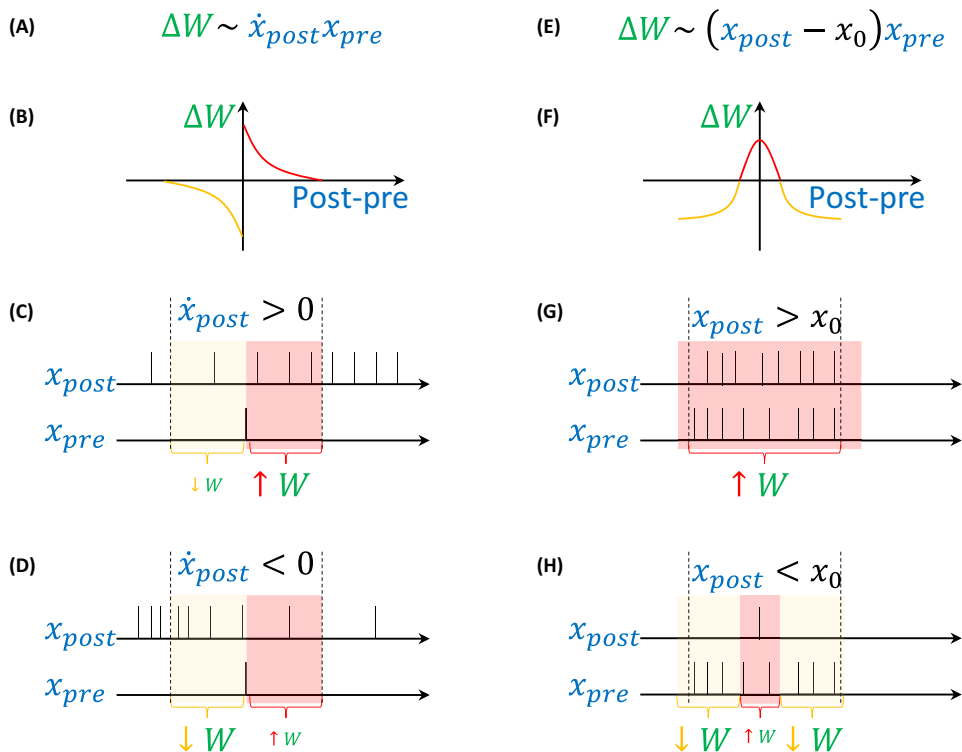 (A)
ΔW ~ ẋ_post x_pre
(B)
ΔW
Post-pre
(C)
ẋ_post > 0
x_post
x_pre
↓ W
↑ W
(D)
ẋ_post < 0
x_post
x_pre
↓ W
↑ W
(E)
ΔW ~ (x_post − x_0)x_pre
(F)
ΔW
Post-pre
(G)
x_post > x_0
x_post
x_pre
↑ W
(H)
x_post < x_0
x_post
x_pre
↓ W
↑ W
↓ W